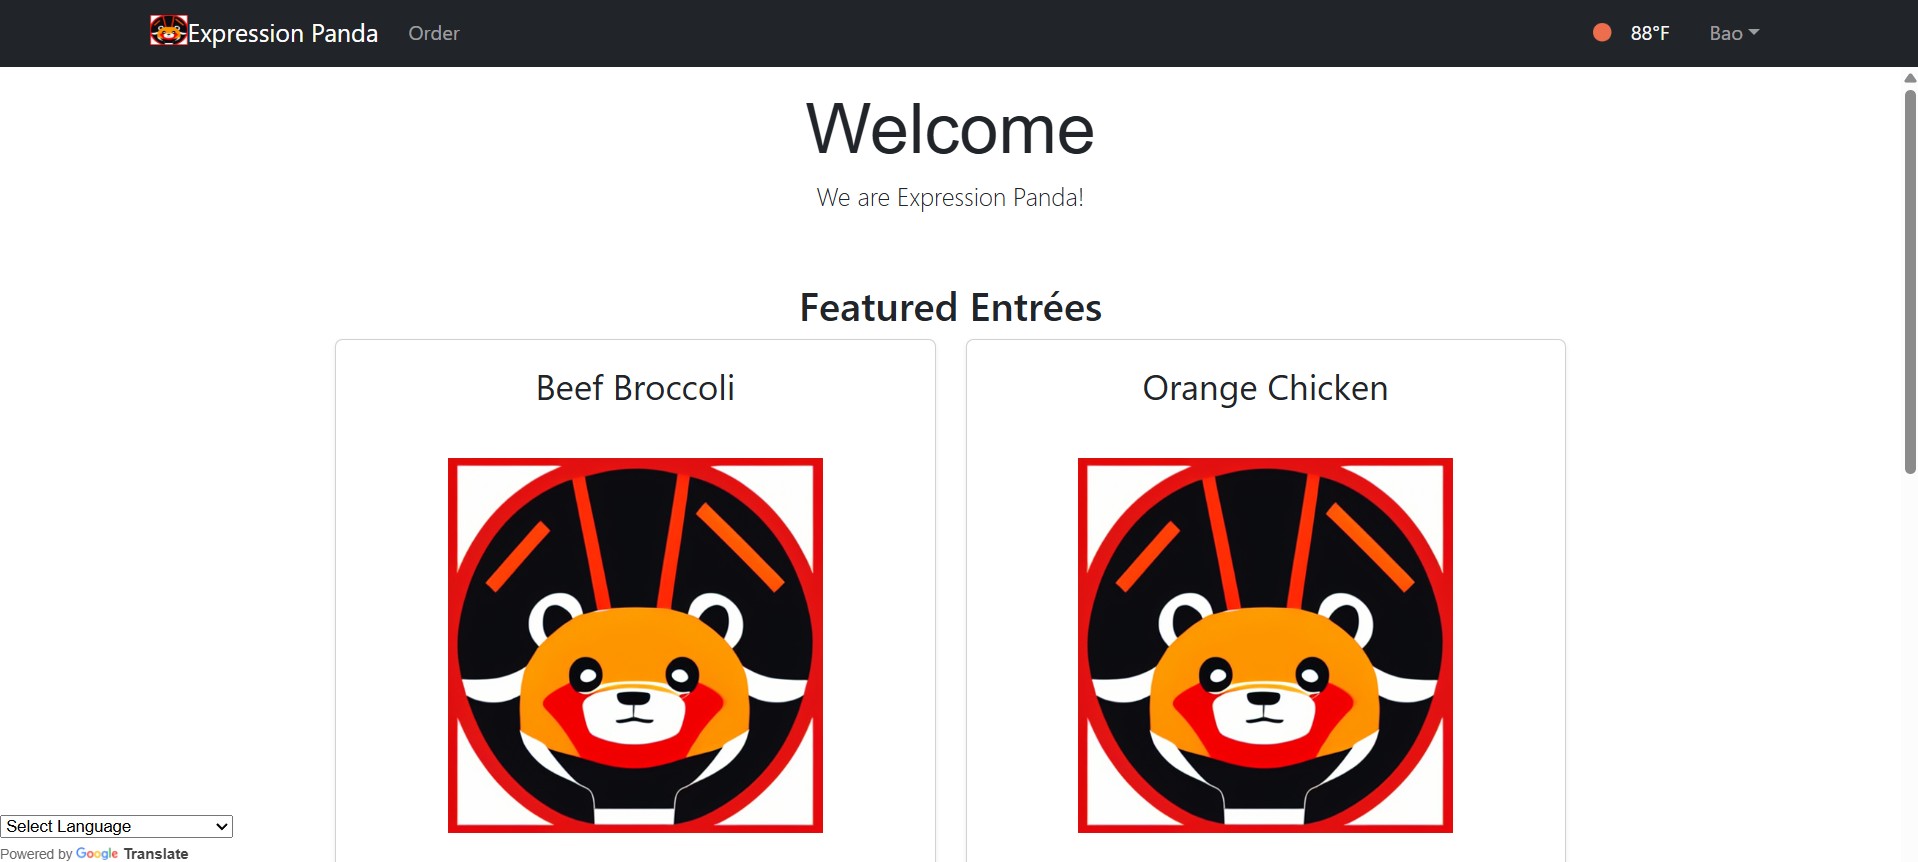 Expression Panda Order 88°F Bao
Welcome
We are Expression Panda!
Featured Entrées
Beef Broccoli
Orange Chicken
Select Language
Powered by Google Translate